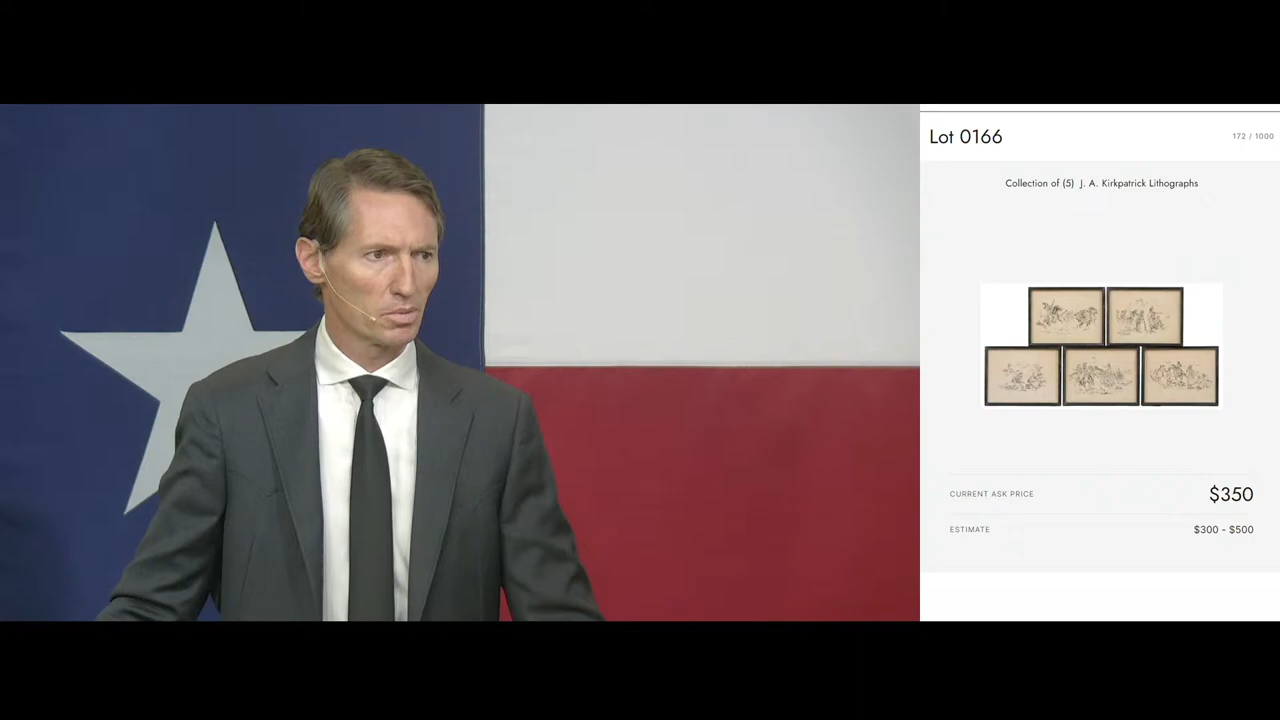 Lot 0166
172 / 1000
Collection of (5) J. A. Kirkpatrick Lithographs
CURRENT ASK PRICE
$350
ESTIMATE
$300 - $500